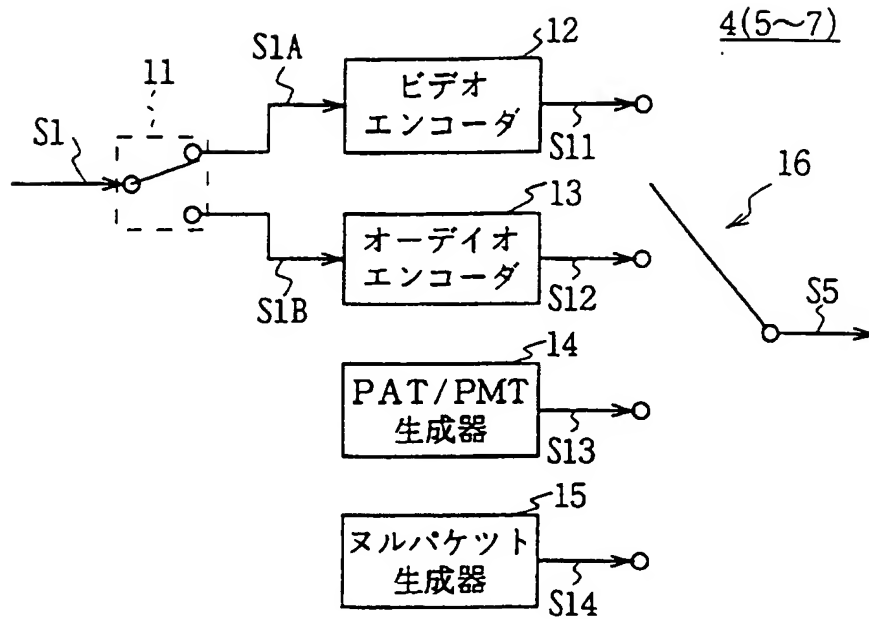 4(5~7)
12
S1A
11
ビデオ
エンコーダ
S1
S11
16
13
オーデイオ
エンコーダ
S1B
S12
S5
14
PAT/PMT
生成器
S13
15
ヌルパケツト
生成器
S14